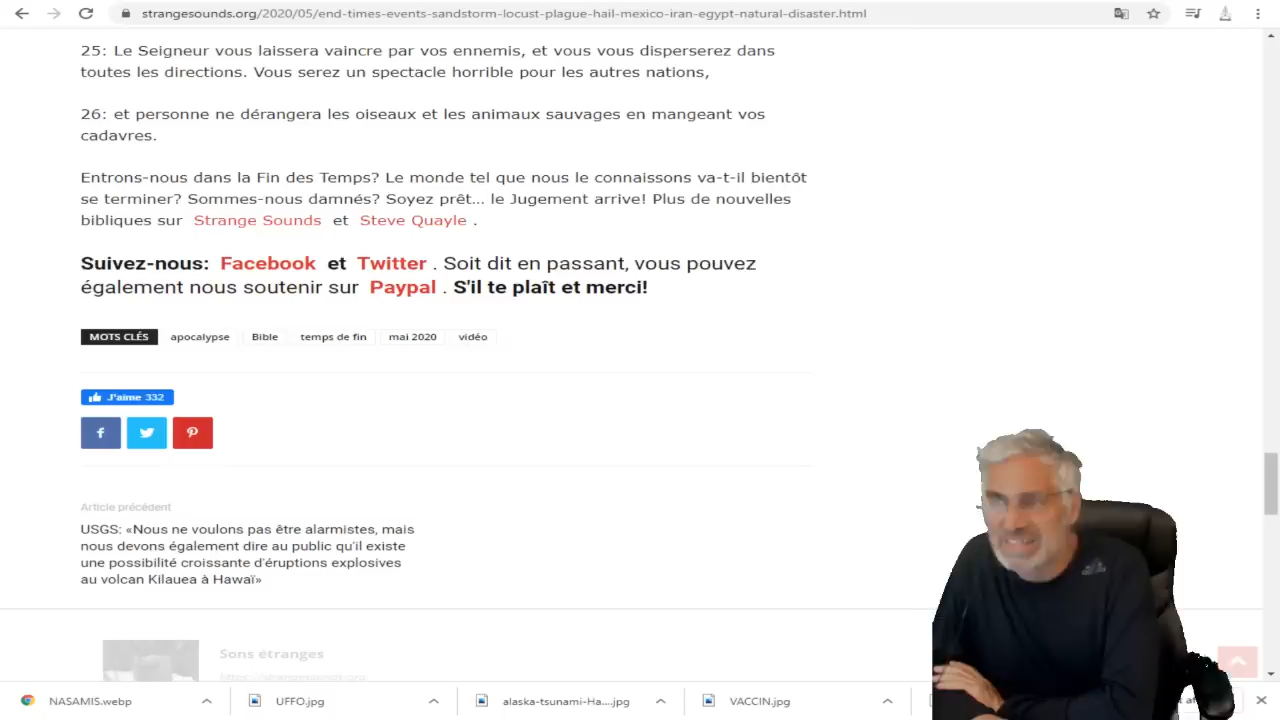 strangesounds.org/2020/05/end-times-events-sandstorm-locust-plague-hail-mexico-iran-egypt-natural-disaster.html
25: Le Seigneur vous laissera vaincre par vos ennemis, et vous vous disperserez dans
toutes les directions. Vous serez un spectacle horrible pour les autres nations,
26: et personne ne dérangera les oiseaux et les animaux sauvages en mangeant vos
cadavres.
Entrons-nous dans la Fin des Temps? Le monde tel que nous le connaissons va-t-il bientôt
se terminer? Sommes-nous damnés? Soyez prêt... le Jugement arrive! Plus de nouvelles
bibliques sur Strange Sounds et Steve Quayle .
Suivez-nous: Facebook et Twitter . Soit dit en passant, vous pouvez
également nous soutenir sur Paypal . S'il te plaît et merci!
MOTS CLÉS apocalypse Bible temps de fin mai 2020 vidéo
J'aime 332
Article précédent
USGS: «Nous ne voulons pas être alarmistes, mais
nous devons également dire au public qu'il existe
une possibilité croissante d'éruptions explosives
au volcan Kilauea à Hawaï»
Sons étranges
https://strangesounds.org
NASAMIS.webp UFFO.jpg alaska-tsunami-Ha....jpg VACCIN.jpg